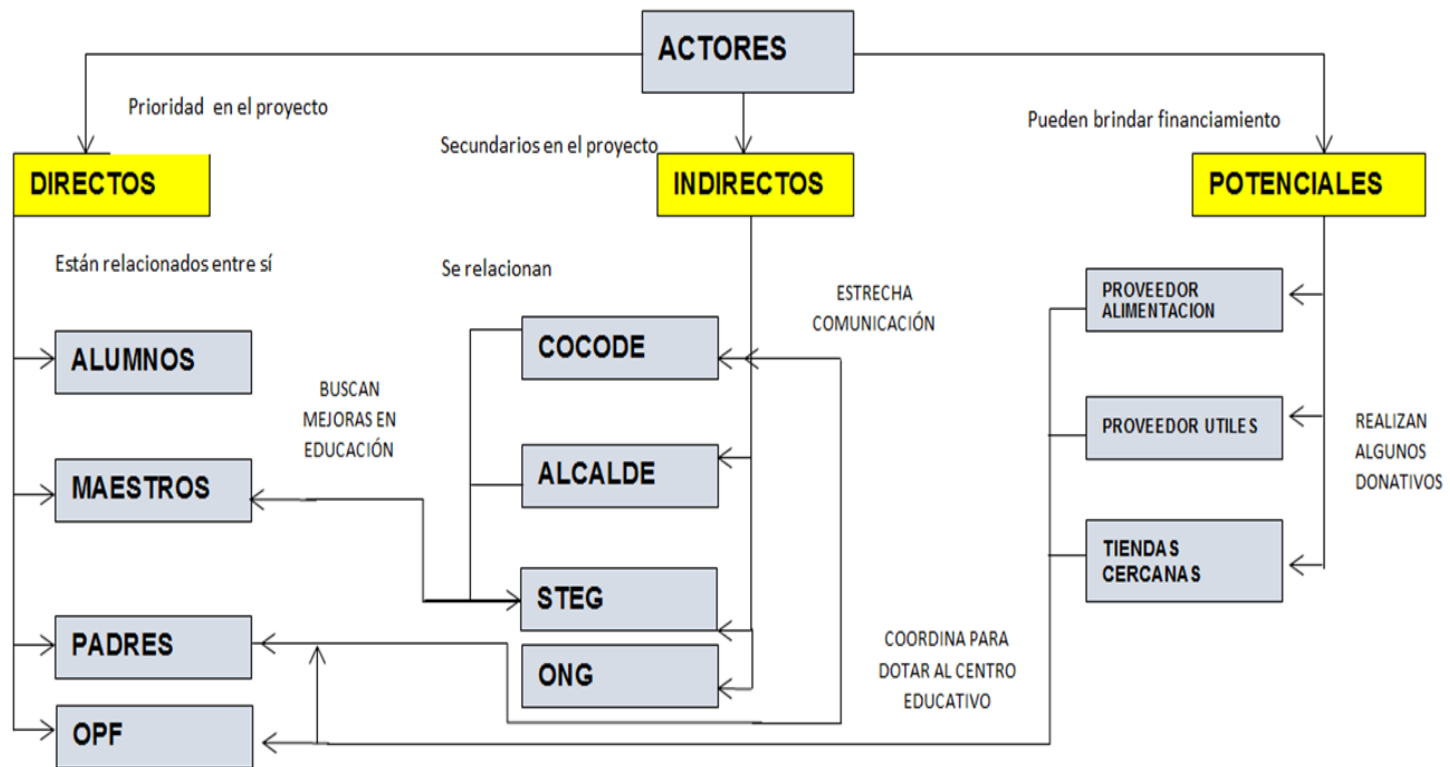 ACTORES
Prioridad en el proyecto
Secundarios en el proyecto
Pueden brindar financiamiento
DIRECTOS
INDIRECTOS
POTENCIALES
Están relacionados entre sí
Se relacionan
ESTRECHA
COMUNICACIÓN
PROVEEDOR
ALIMENTACION
ALUMNOS
COCODE
BUSCAN
MEJORAS EN
EDUCACIÓN
PROVEEDOR UTILES
REALIZAN
ALGUNOS
DONATIVOS
MAESTROS
ALCALDE
TIENDAS
CERCANAS
STEG
PADRES
ONG
COORDINA PARA
DOTAR AL CENTRO
EDUCATIVO
OPF